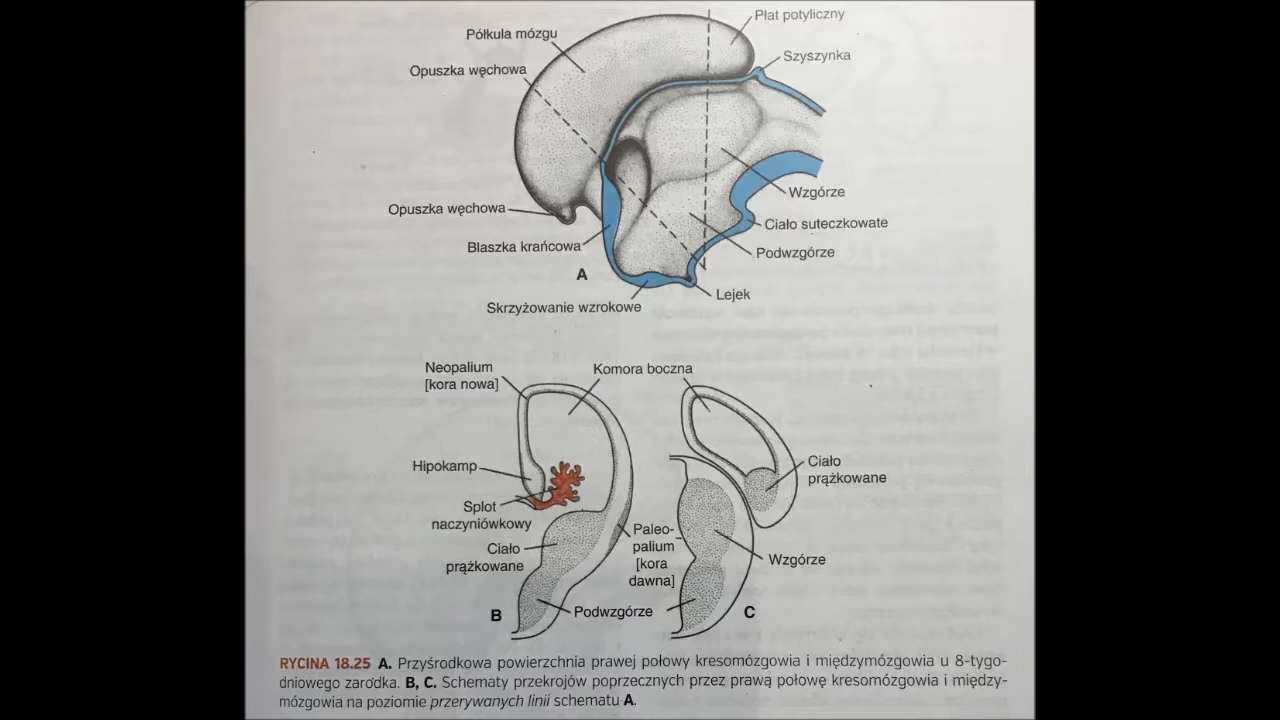 Płat potyliczny
Półkula mózgu
Szyszynka
Opuszka węchowa
Wzgórze
Opuszka węchowa
Ciało suteczkowate
Blaszka krańcowa
Podwzgórze
A
Lejek
Skrzyżowanie wzrokowe
Neopalium
[kora nowa]
Komora boczna
Hipokamp
Ciało
prążkowane
Splot
naczyniówkowy
Paleo-
palium
[kora
dawna]
Ciało
prążkowane
Wzgórze
B
Podwzgórze
C
RYCINA 18.25 A. Przyśrodkowa powierzchnia prawej połowy kresomózgowia i międzymózgowia u 8-tygo-
dniowego zarodka. B, C. Schematy przekrojów poprzecznych przez prawą połowę kresomózgowia i między-
mózgowia na poziomie przerywanych linii schematu A.